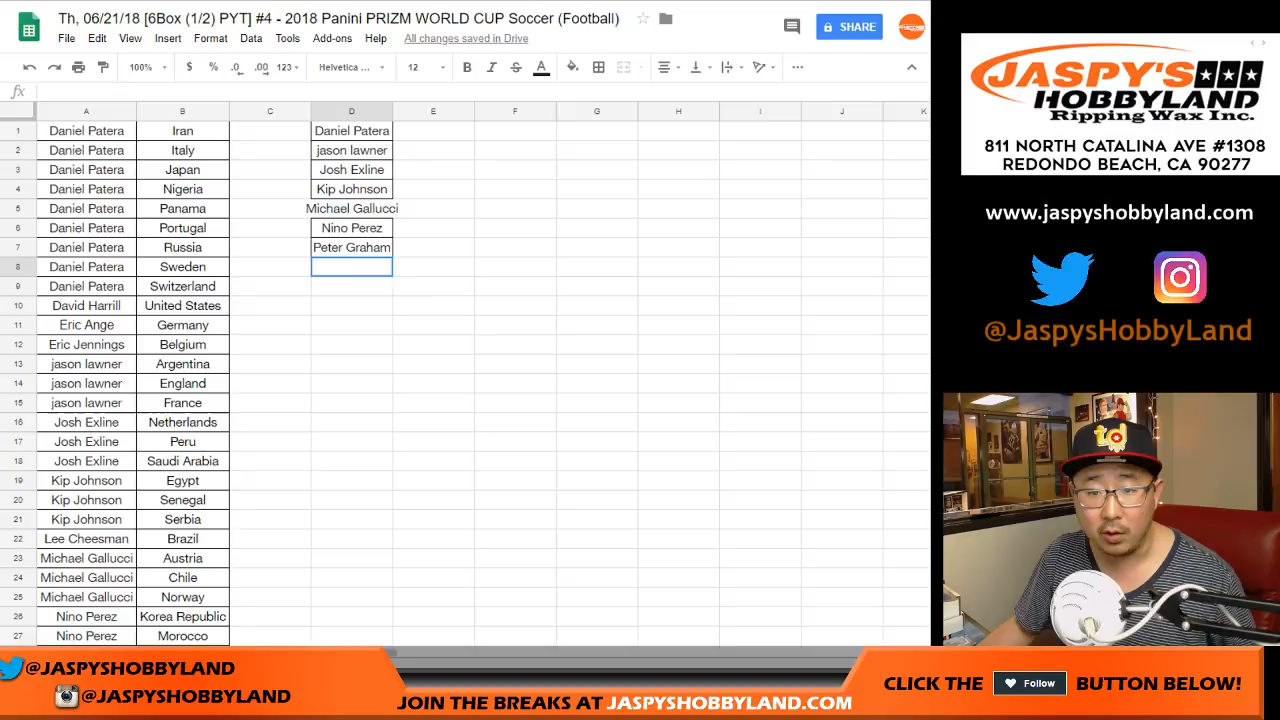 Th, 06/21/18 [6Box (1/2) PYT] #4 - 2018 Panini PRIZM WORLD CUP Soccer (Football)
File Edit View Insert Format Data Tools Add-ons Help All changes saved in Drive
SHARE
100% $ % .0 .00 123 Helvetica ... 12 B I S A
fx
A B C D E F G H I J K
1 Daniel Patera Iran Daniel Patera
2 Daniel Patera Italy jason lawner
3 Daniel Patera Japan Josh Exline
4 Daniel Patera Nigeria Kip Johnson
5 Daniel Patera Panama Michael Gallucci
6 Daniel Patera Portugal Nino Perez
7 Daniel Patera Russia Peter Graham
8 Daniel Patera Sweden
9 Daniel Patera Switzerland
10 David Harrill United States
11 Eric Ange Germany
12 Eric Jennings Belgium
13 jason lawner Argentina
14 jason lawner England
15 jason lawner France
16 Josh Exline Netherlands
17 Josh Exline Peru
18 Josh Exline Saudi Arabia
19 Kip Johnson Egypt
20 Kip Johnson Senegal
21 Kip Johnson Serbia
22 Lee Cheesman Brazil
23 Michael Gallucci Austria
24 Michael Gallucci Chile
25 Michael Gallucci Norway
26 Nino Perez Korea Republic
27 Nino Perez Morocco
JASPY'S
HOBBYLAND
Ripping Wax Inc.
811 NORTH CATALINA AVE #1308
REDONDO BEACH, CA 90277
www.jaspyshobbyland.com
@JaspysHobbyLand
td
@JASPYSHOBBYLAND
@JASPYSHOBBYLAND
JOIN THE BREAKS AT JASPYSHOBBYLAND.COM
CLICK THE Follow BUTTON BELOW!